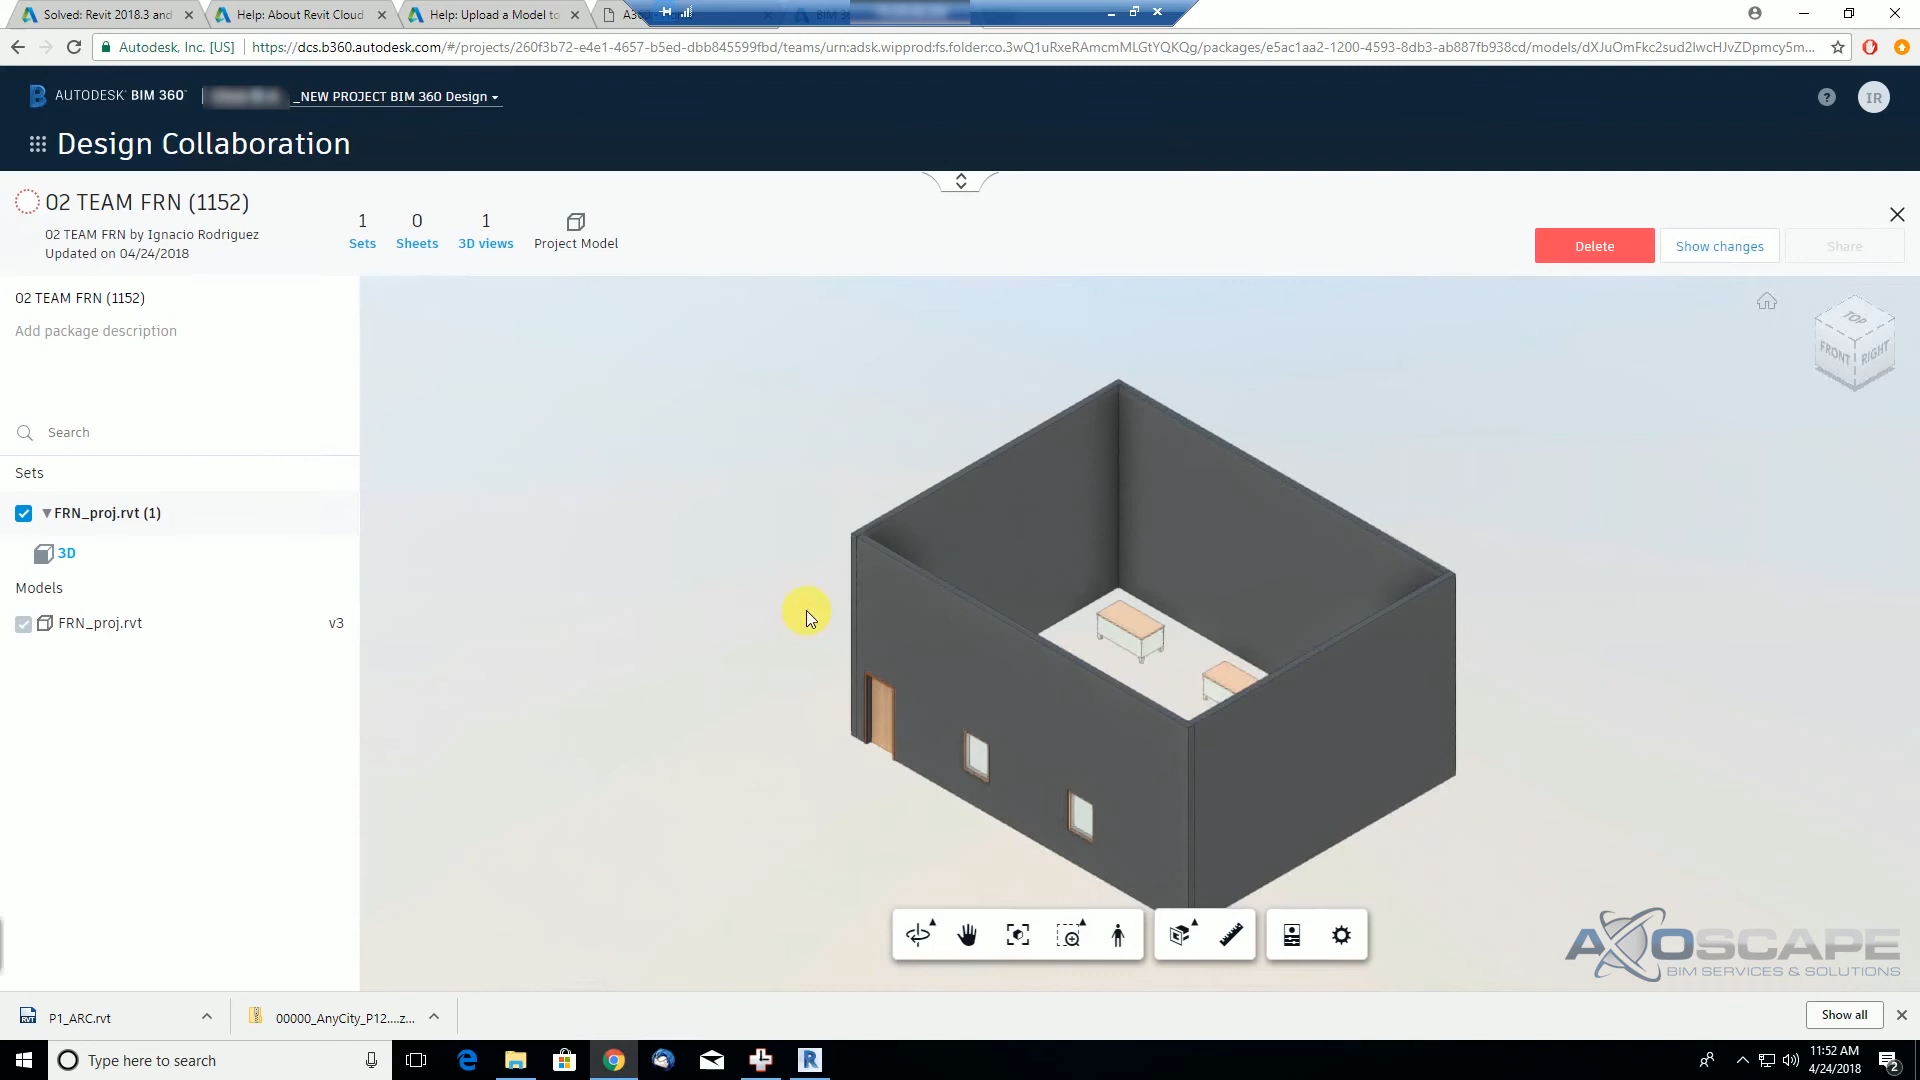 Solved: Revit 2018.3 and
Help: About Revit Cloud
Help: Upload a Model to
Autodesk, Inc. [US]
https://dcs.b360.autodesk.com/#/projects/260f3b72-e4e1-4657-b5ed-dbb845599fbd/teams/urn:adsk.wipprod:fs.folder:co.3wQ1uRxeRAmcmMLGtYQKQg/packages/e5ac1aa2-1200-4593-8db3-ab887fb938cd/models/dXJuOmFkc2sud2lwcHJvZDpmcy5m...
AUTODESK® BIM 360™
_NEW PROJECT BIM 360 Design
IR
Design Collaboration
02 TEAM FRN (1152)
02 TEAM FRN by Ignacio Rodriguez
Updated on 04/24/2018
1
Sets
0
Sheets
1
3D views
Project Model
Delete
Show changes
Share
02 TEAM FRN (1152)
Add package description
Search
Sets
FRN_proj.rvt (1)
3D
Models
FRN_proj.rvt
v3
TOP
FRONT
RIGHT
AXOSCAPE
BIM SERVICES & SOLUTIONS
P1_ARC.rvt
00000_AnyCity_P12....z...
Show all
Type here to search
11:52 AM
4/24/2018
2